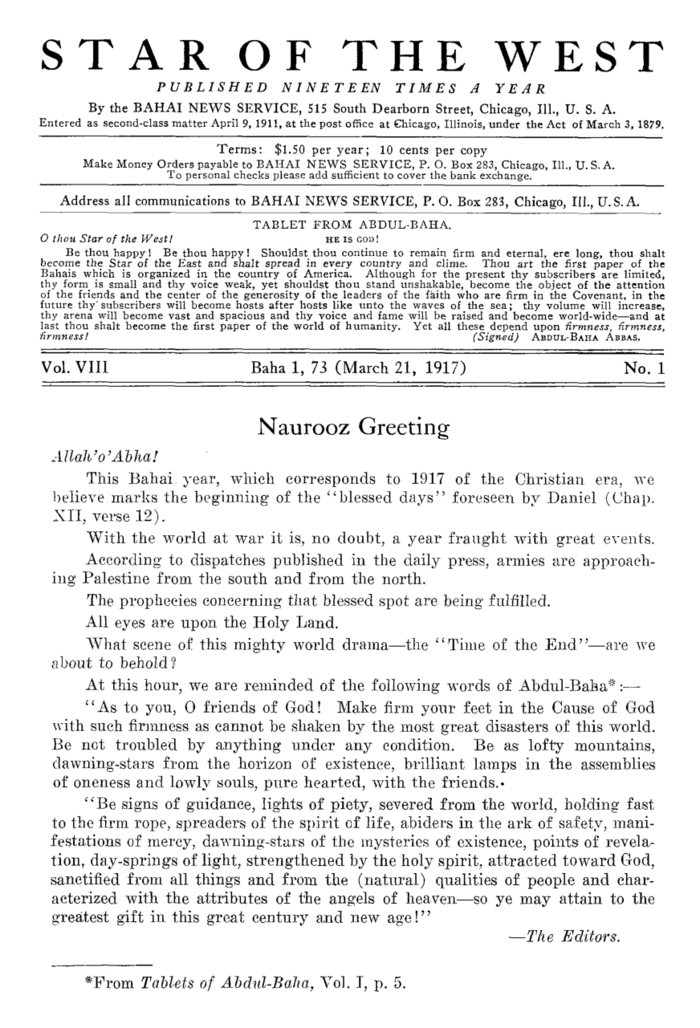 STAR OF THE WEST
PUBLISHED NINETEEN TIMES A YEAR
By the BAHAI NEWS SERVICE, 515 South Dearborn Street, Chicago, Ill., U. S. A.
Entered as second-class matter April 9, 1911, at the post office at Chicago, Illinois, under the Act of March 3, 1879.
Terms: $1.50 per year; 10 cents per copy
Make Money Orders payable to BAHAI NEWS SERVICE, P. O. Box 283, Chicago, Ill., U. S. A.
To personal checks please add sufficient to cover the bank exchange.
Address all communications to BAHAI NEWS SERVICE, P. O. Box 283, Chicago, Ill., U. S. A.
TABLET FROM ABDUL-BAHA.
O thou Star of the West! HE IS GOD!
Be thou happy! Be thou happy! Shouldst thou continue to remain firm and eternal, ere long, thou shalt
become the Star of the East and shalt spread in every country and clime. Thou art the first paper of the
Bahais which is organized in the country of America. Although for the present thy subscribers are limited,
thy form is small and thy voice weak, yet shouldst thou stand unshakable, become the object of the attention
of the friends and the center of the generosity of the leaders of the faith who are firm in the Covenant, in the
future thy subscribers will become hosts after hosts like unto the waves of the sea; thy volume will increase,
thy arena will become vast and spacious and thy voice and fame will be raised and become world-wide—and at
last thou shalt become the first paper of the world of humanity. Yet all these depend upon firmness, firmness,
firmness! (Signed) ABDUL-BAHA ABBAS.
Vol. VIII Baha 1, 73 (March 21, 1917) No. 1
Naurooz Greeting
Allah'o'Abha!
This Bahai year, which corresponds to 1917 of the Christian era, we
believe marks the beginning of the "blessed days" foreseen by Daniel (Chap.
XII, verse 12).
With the world at war it is, no doubt, a year fraught with great events.
According to dispatches published in the daily press, armies are approach-
ing Palestine from the south and from the north.
The prophecies concerning that blessed spot are being fulfilled.
All eyes are upon the Holy Land.
What scene of this mighty world drama—the "Time of the End"—are we
about to behold?
At this hour, we are reminded of the following words of Abdul-Baha*:—
"As to you, O friends of God! Make firm your feet in the Cause of God
with such firmness as cannot be shaken by the most great disasters of this world.
Be not troubled by anything under any condition. Be as lofty mountains,
dawning-stars from the horizon of existence, brilliant lamps in the assemblies
of oneness and lowly souls, pure hearted, with the friends.
"Be signs of guidance, lights of piety, severed from the world, holding fast
to the firm rope, spreaders of the spirit of life, abiders in the ark of safety, mani-
festations of mercy, dawning-stars of the mysteries of existence, points of revela-
tion, day-springs of light, strengthened by the holy spirit, attracted toward God,
sanctified from all things and from the (natural) qualities of people and char-
acterized with the attributes of the angels of heaven—so ye may attain to the
greatest gift in this great century and new age!"
—The Editors.
*From Tablets of Abdul-Baha, Vol. I, p. 5.